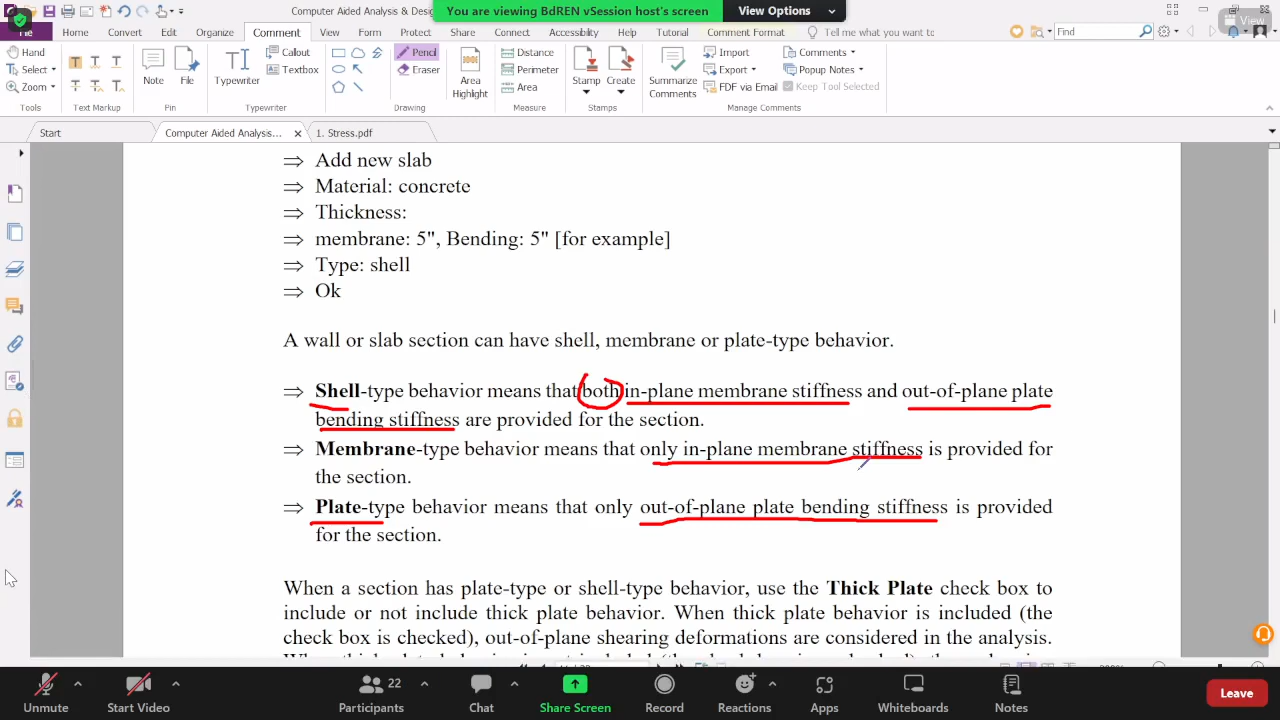 Computer Aided Analysis & Desi
You are viewing BdREN vSession host's screen
View Options
View
File
Home
Convert
Edit
Organize
Comment
View
Form
Protect
Share
Connect
Accessibility
Help
Tutorial
Comment Format
Tell me what you want to
Find
Hand
Select
Zoom
Tools
Text Markup
Note
File
Pin
Typewriter
Callout
Textbox
Typewriter
Pencil
Eraser
Drawing
Area
Highlight
Distance
Perimeter
Area
Measure
Stamp
Create
Stamps
Summarize
Comments
Import
Export
FDF via Email
Comments
Popup Notes
Keep Tool Selected
Manage Comments
Start
Computer Aided Analysis...
1. Stress.pdf
⇒ Add new slab
⇒ Material: concrete
⇒ Thickness:
⇒ membrane: 5", Bending: 5" [for example]
⇒ Type: shell
⇒ Ok
A wall or slab section can have shell, membrane or plate-type behavior.
⇒ Shell-type behavior means that both in-plane membrane stiffness and out-of-plane plate
bending stiffness are provided for the section.
⇒ Membrane-type behavior means that only in-plane membrane stiffness is provided for
the section.
⇒ Plate-type behavior means that only out-of-plane plate bending stiffness is provided
for the section.
When a section has plate-type or shell-type behavior, use the Thick Plate check box to
include or not include thick plate behavior. When thick plate behavior is included (the
check box is checked), out-of-plane shearing deformations are considered in the analysis.
Unmute
Start Video
22
Participants
Chat
Share Screen
Record
Reactions
Apps
Whiteboards
Notes
Leave